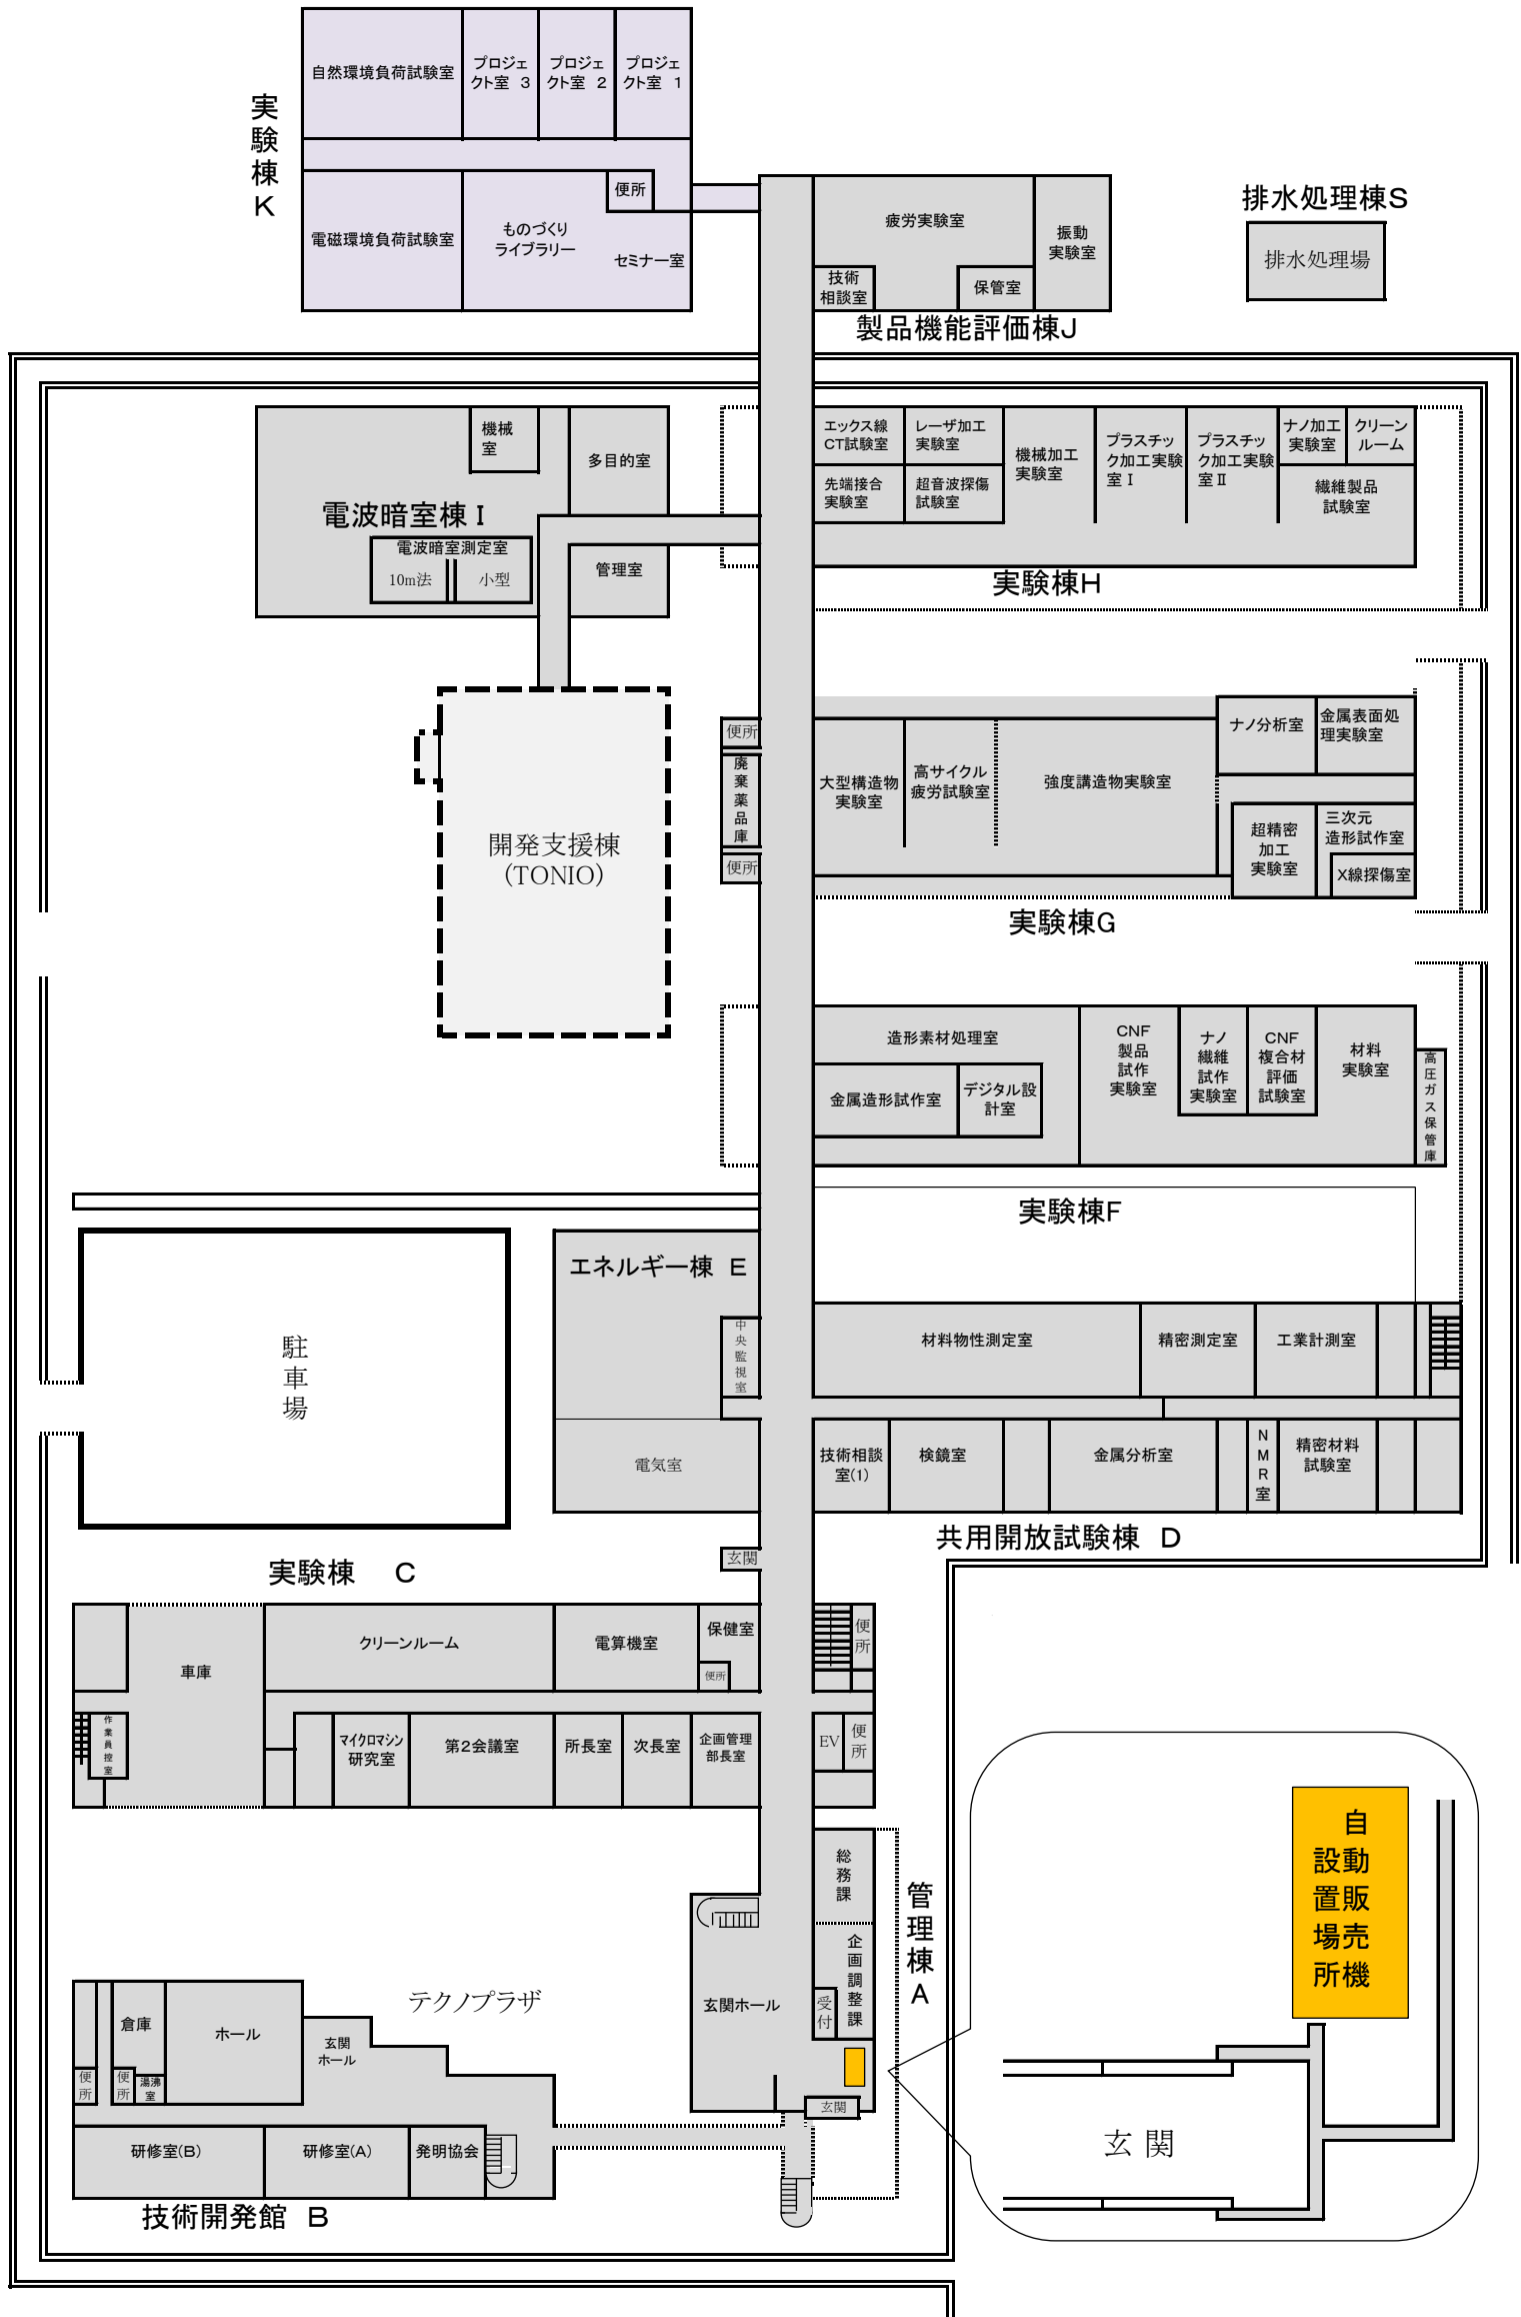 実験棟K
自然環境負荷試験室
プロジェ
クト室 3
プロジェ
クト室 2
プロジェ
クト室 1
便所
電磁環境負荷試験室
ものづくり
ライブラリー
セミナー室
疲労実験室
振動
実験室
技術
相談室
保管室
製品機能評価棟J
排水処理棟S
排水処理場
機械
室
多目的室
電波暗室棟Ⅰ
電波暗室測定室
10m法
小型
管理室
エックス線
CT試験室
レーザ加工
実験室
機械加工
実験室
プラスチッ
ク加工実験
室Ⅰ
プラスチッ
ク加工実験
室Ⅱ
ナノ加工
実験室
クリーン
ルーム
先端接合
実験室
超音波探傷
試験室
繊維製品
試験室
実験棟H
開発支援棟
(TONIO)
便所
廃棄薬品庫
便所
大型構造物
実験室
高サイクル
疲労試験室
強度講造物実験室
ナノ分析室
金属表面処
理実験室
超精密
加工
実験室
三次元
造形試作室
X線探傷室
実験棟G
造形素材処理室
金属造形試作室
デジタル設
計室
CNF
製品
試作
実験室
ナノ
繊維
試作
実験室
CNF
複合材
評価
試験室
材料
実験室
高圧ガス保管庫
実験棟F
駐車場
エネルギー棟 E
中央監視室
電気室
材料物性測定室
精密測定室
工業計測室
技術相談
室(1)
検鏡室
金属分析室
NMR室
精密材料
試験室
共用開放試験棟 D
玄関
実験棟 C
車庫
クリーンルーム
電算機室
保健室
便所
便所
作業員控室
マイクロマシン
研究室
第2会議室
所長室
次長室
企画管理
部長室
EV
便所
総務課
企画調整課
受付
玄関ホール
玄関
管理棟A
テクノプラザ
倉庫
ホール
玄関
ホール
便所
便所
湯沸
室
研修室(B)
研修室(A)
発明協会
技術開発館 B
自動販売機
設置場所
玄関